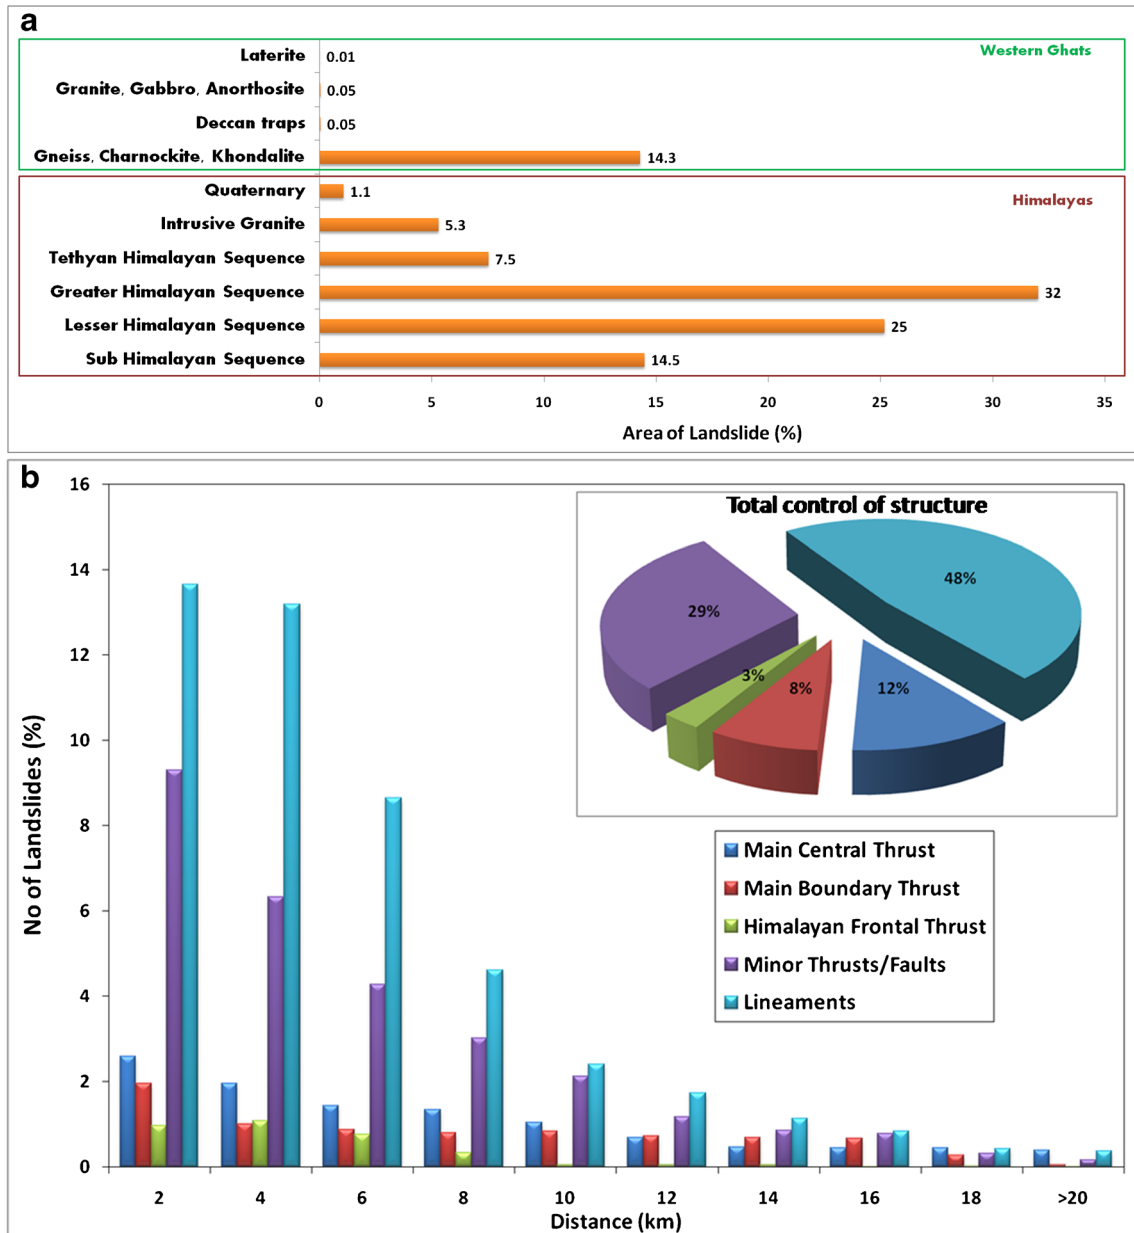 a
Western Ghats
Laterite 0.01
Granite, Gabbro, Anorthosite 0.05
Deccan traps 0.05
Gneiss, Charnockite, Khondalite 14.3
Himalayas
Quaternary 1.1
Intrusive Granite 5.3
Tethyan Himalayan Sequence 7.5
Greater Himalayan Sequence 32
Lesser Himalayan Sequence 25
Sub Himalayan Sequence 14.5
0 5 10 15 20 25 30 35
Area of Landslide (%)
b
No of Landslides (%)
16
14
12
10
8
6
4
2
0
Total control of structure
48%
29%
3%
8%
12%
Main Central Thrust
Main Boundary Thrust
Himalayan Frontal Thrust
Minor Thrusts/Faults
Lineaments
2 4 6 8 10 12 14 16 18 >20
Distance (km)